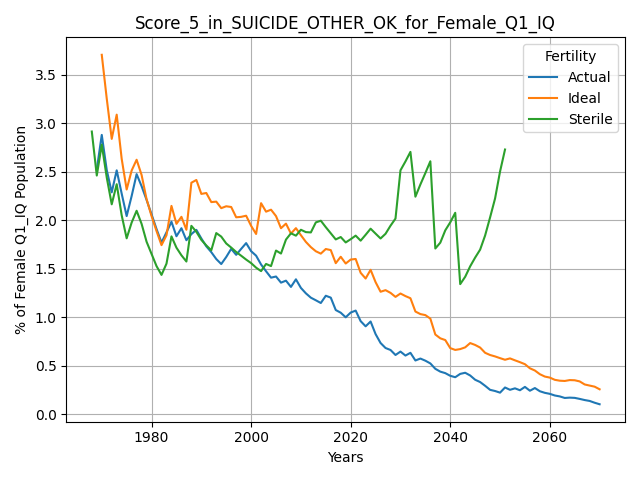 Score_5_in_SUICIDE_OTHER_OK_for_Female_Q1_IQ
Fertility
Actual
Ideal
Sterile
% of Female Q1_IQ Population
3.5
3.0
2.5
2.0
1.5
1.0
0.5
0.0
1980
2000
2020
2040
2060
Years